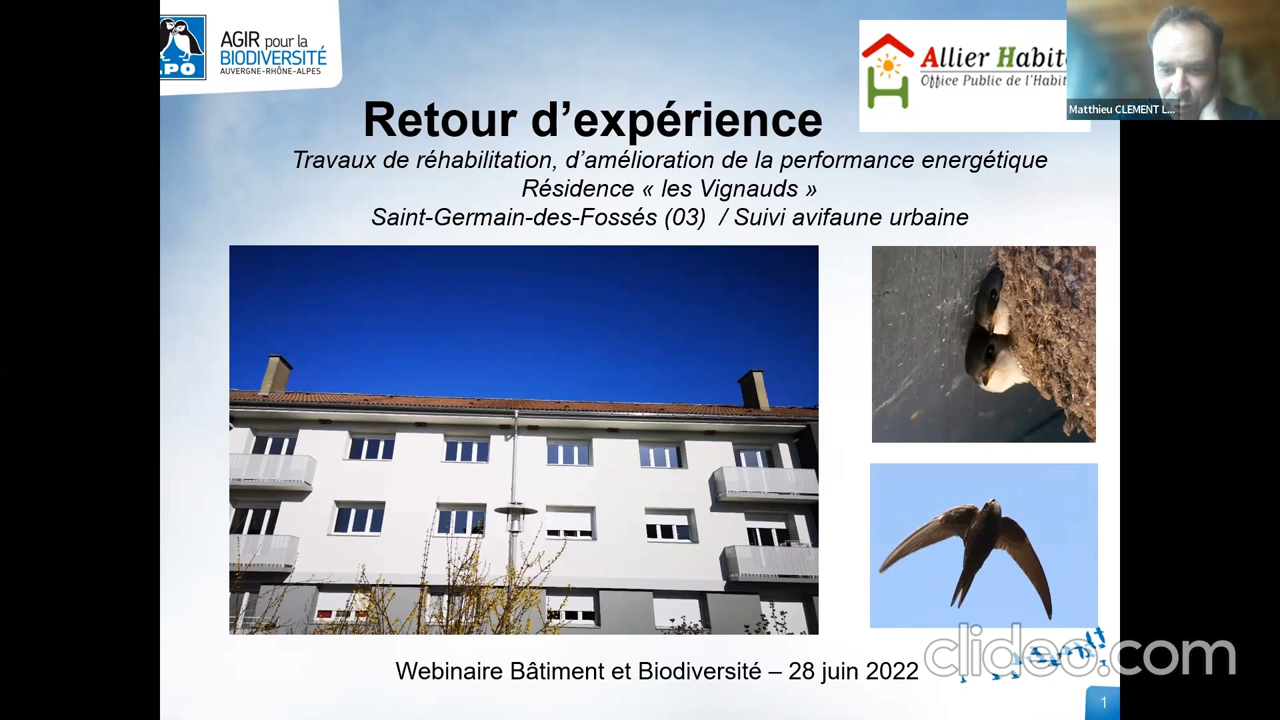 AGIR pour la
BIODIVERSITÉ
AUVERGNE-RHÔNE-ALPES
LPO
Allier Habit
Office Public de l'Habit
Matthieu CLEMENT L...
Retour d'expérience
Travaux de réhabilitation, d'amélioration de la performance energétique
Résidence « les Vignauds »
Saint-Germain-des-Fossés (03) / Suivi avifaune urbaine
Webinaire Bâtiment et Biodiversité – 28 juin 2022
clideo.com
1